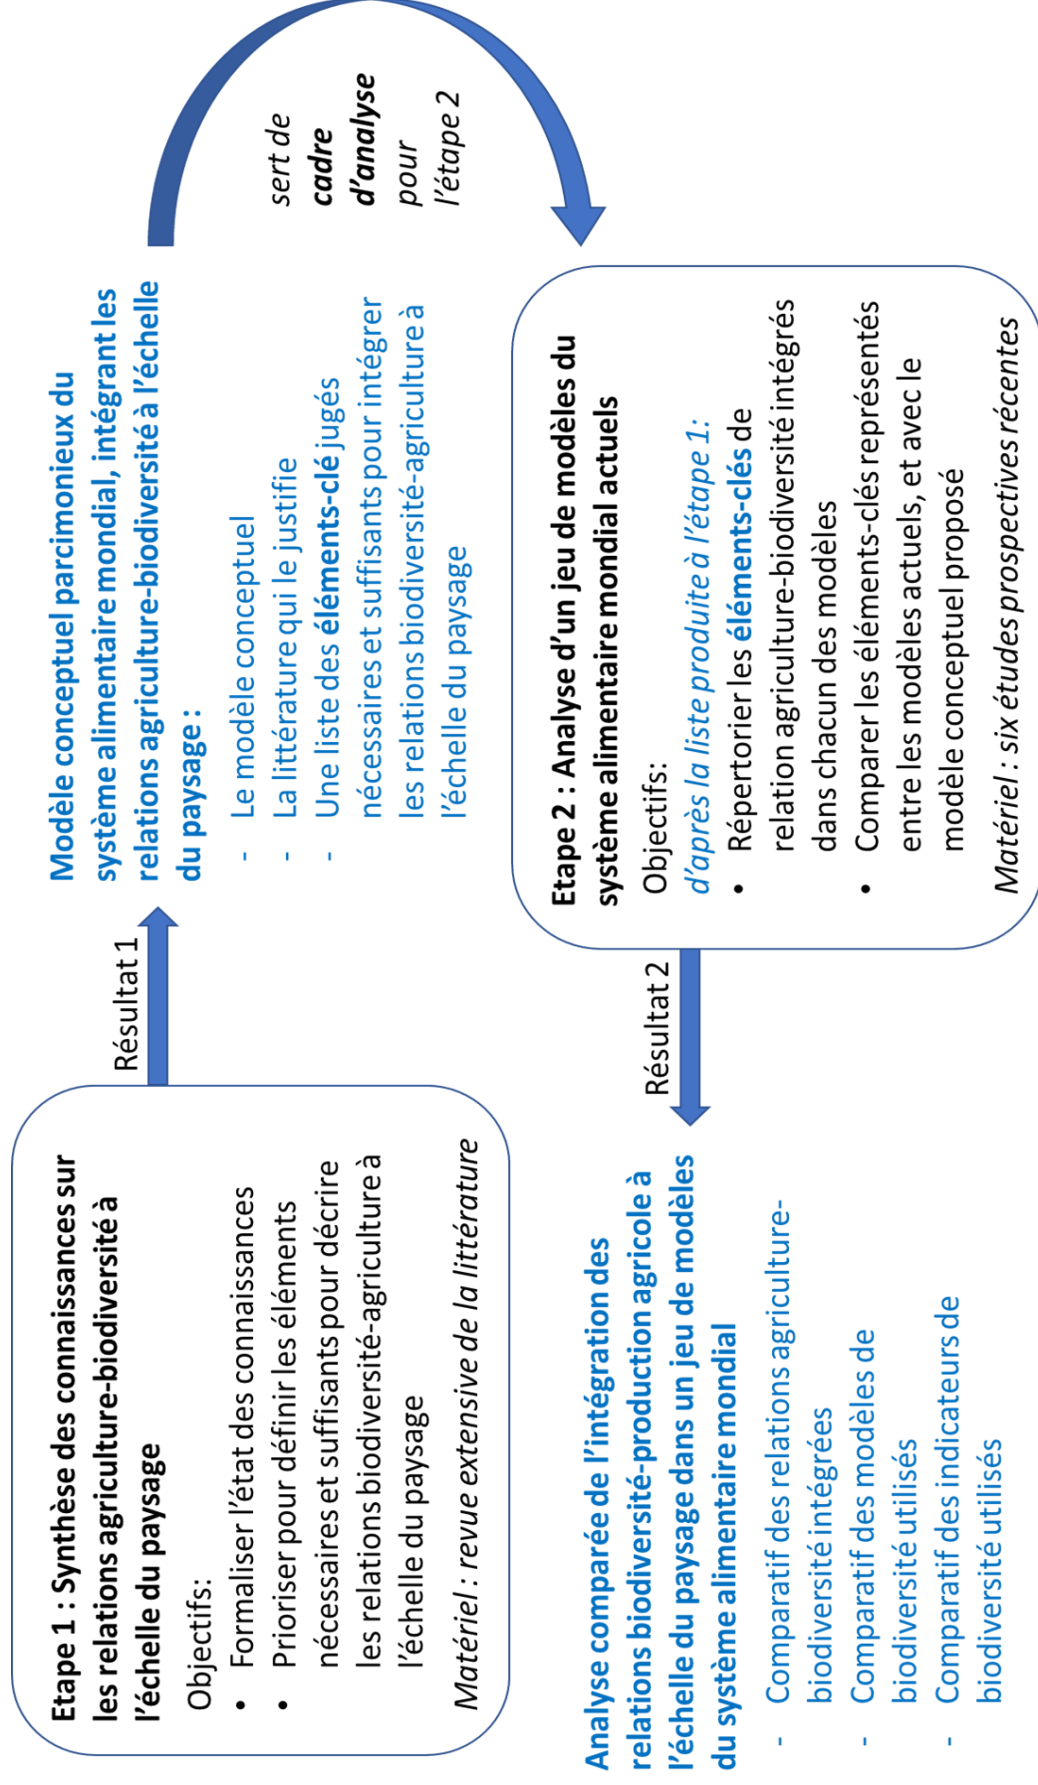 Etape 1 : Synthèse des connaissances sur
les relations agriculture-biodiversité à
l’échelle du paysage
Objectifs:
• Formaliser l’état des connaissances
• Prioriser pour définir les éléments
nécessaires et suffisants pour décrire
les relations biodiversité-agriculture à
l’échelle du paysage
Matériel : revue extensive de la littérature
Résultat 1
Modèle conceptuel parcimonieux du
système alimentaire mondial, intégrant les
relations agriculture-biodiversité à l’échelle
du paysage :
- Le modèle conceptuel
- La littérature qui le justifie
- Une liste des éléments-clé jugés
nécessaires et suffisants pour intégrer
les relations biodiversité-agriculture à
l’échelle du paysage
sert de
cadre
d’analyse
pour
l’étape 2
Etape 2 : Analyse d’un jeu de modèles du
système alimentaire mondial actuels
Objectifs:
d’après la liste produite à l’étape 1:
• Répertorier les éléments-clés de
relation agriculture-biodiversité intégrés
dans chacun des modèles
• Comparer les éléments-clés représentés
entre les modèles actuels, et avec le
modèle conceptuel proposé
Matériel : six études prospectives récentes
Résultat 2
Analyse comparée de l’intégration des
relations biodiversité-production agricole à
l’échelle du paysage dans un jeu de modèles
du système alimentaire mondial
- Comparatif des relations agriculture-
biodiversité intégrées
- Comparatif des modèles de
biodiversité utilisés
- Comparatif des indicateurs de
biodiversité utilisés